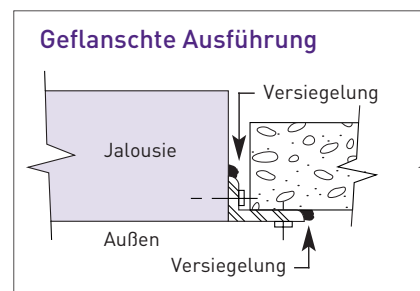 Geflanschte Ausführung
Versiegelung
Jalousie
Außen
Versiegelung